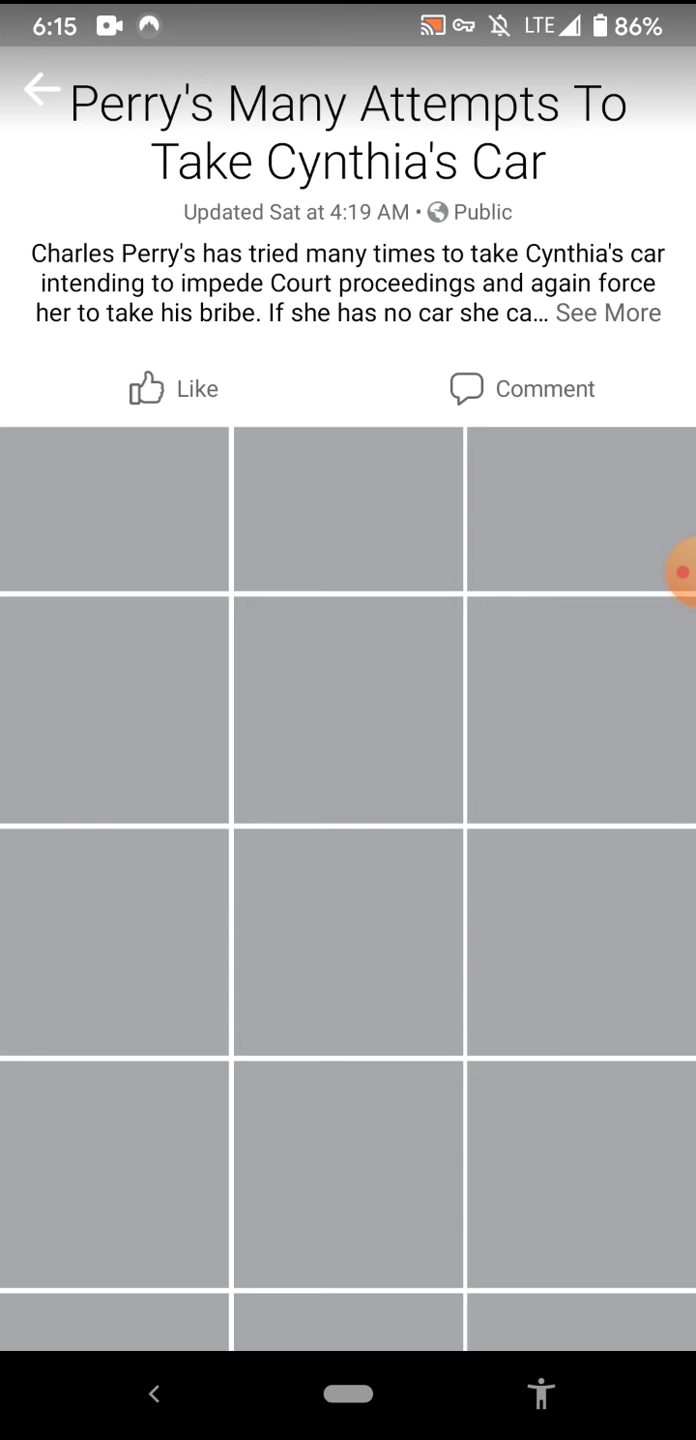 6:15 LTE 86%
Perry's Many Attempts To
Take Cynthia's Car
Updated Sat at 4:19 AM • Public
Charles Perry's has tried many times to take Cynthia's car
intending to impede Court proceedings and again force
her to take his bribe. If she has no car she ca... See More
Like Comment